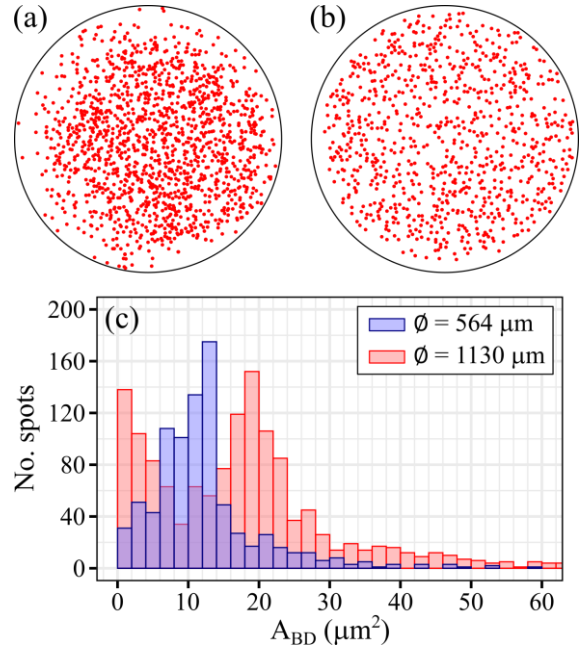 (a) (b)
(c)
∅ = 564 μm
∅ = 1130 μm
200
160
120
80
40
0
No. spots
0 10 20 30 40 50 60
A_BD (μm²)